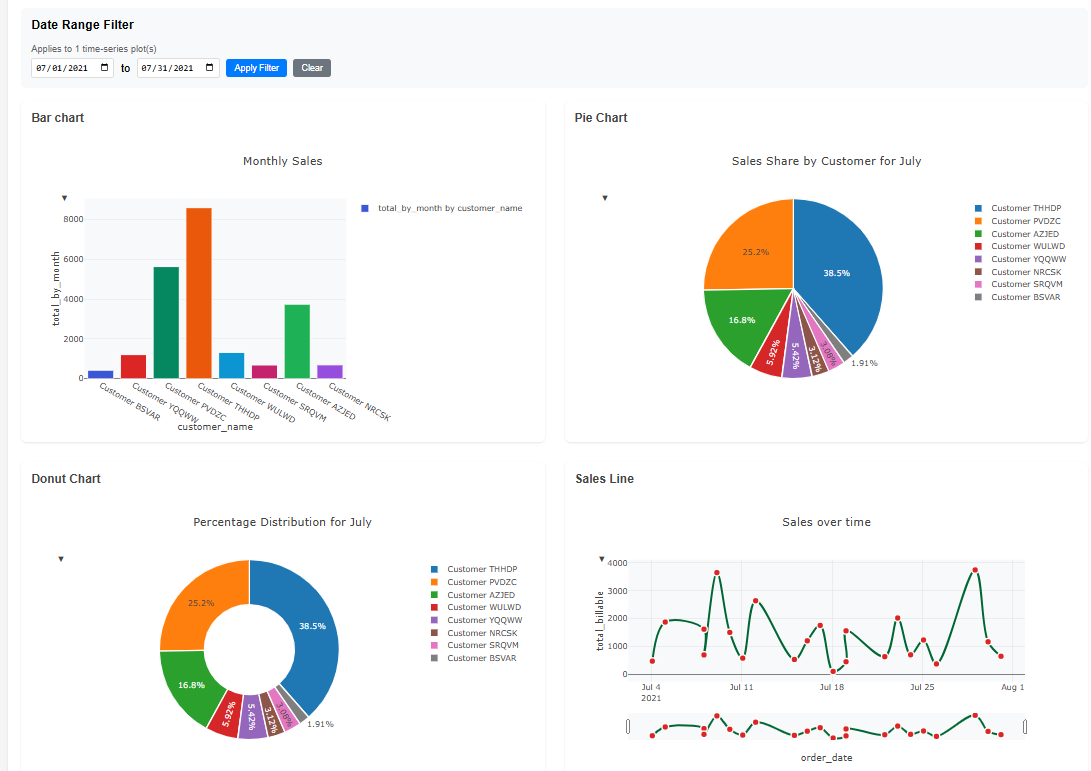 Date Range Filter
Applies to 1 time-series plot(s)
07/01/2021 to 07/31/2021 Apply Filter Clear
Bar chart
Monthly Sales
total_by_month
8000
6000
4000
2000
0
Customer BSVAR
Customer YQQWW
Customer PVDZC
Customer THHDP
Customer WULWD
Customer SRQVM
Customer AZJED
Customer NRCSK
customer_name
total_by_month by customer_name
Pie Chart
Sales Share by Customer for July
38.5%
25.2%
16.8%
5.92%
5.42%
3.12%
3.08%
1.91%
Customer THHDP
Customer PVDZC
Customer AZJED
Customer WULWD
Customer YQQWW
Customer NRCSK
Customer SRQVM
Customer BSVAR
Donut Chart
Percentage Distribution for July
38.5%
25.2%
16.8%
5.92%
5.42%
3.12%
3.08%
1.91%
Customer THHDP
Customer PVDZC
Customer AZJED
Customer WULWD
Customer YQQWW
Customer NRCSK
Customer SRQVM
Customer BSVAR
Sales Line
Sales over time
total_billable
4000
3000
2000
1000
0
Jul 4 Jul 11 Jul 18 Jul 25 Aug 1
2021
order_date